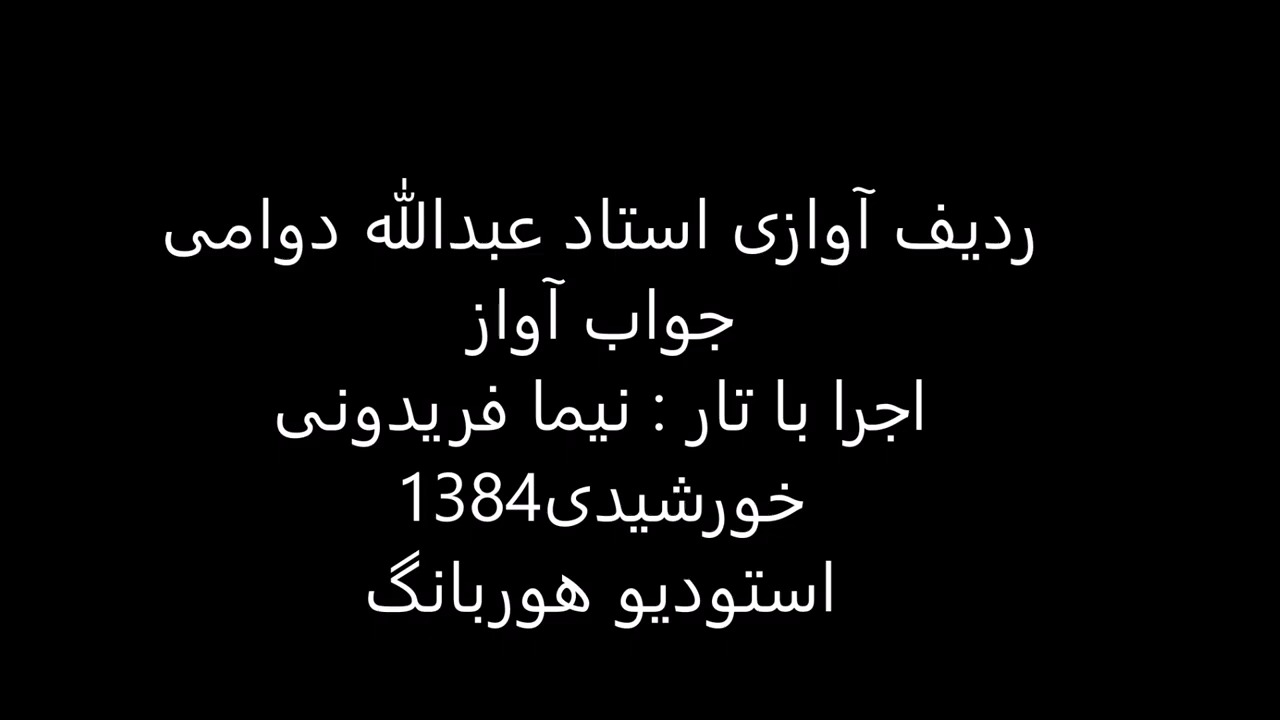 ردیف آوازی استاد عبدالله دوامی
جواب آواز
اجرا با تار : نیما فریدونی
خورشیدی1384
استودیو هوربانگ